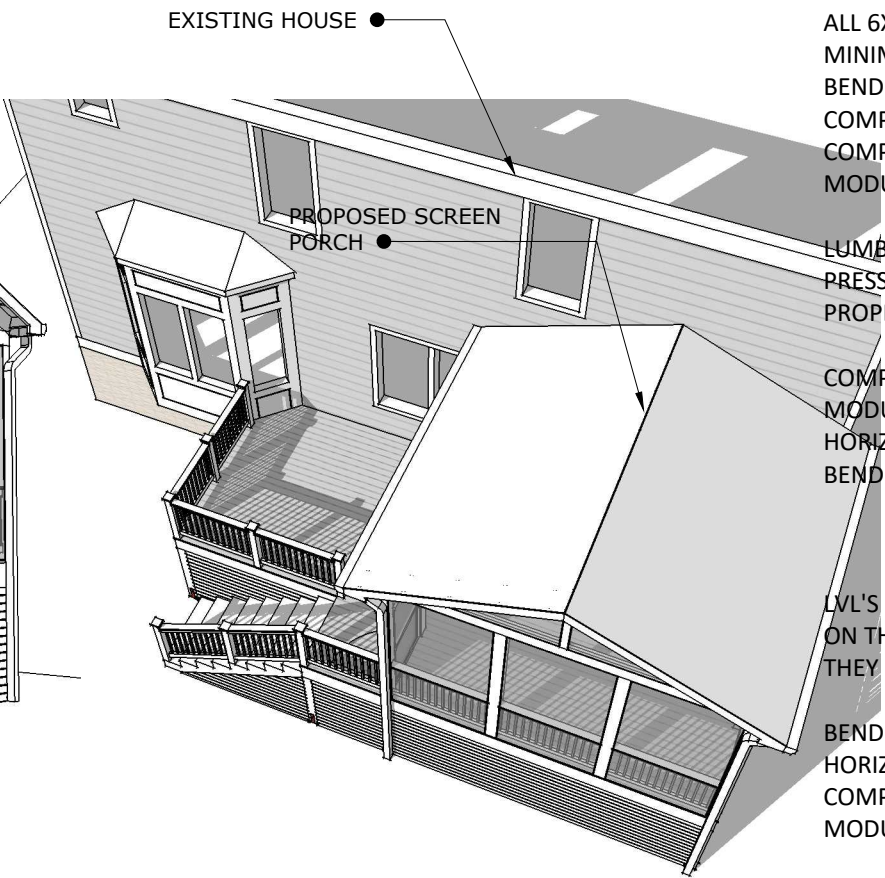 EXISTING HOUSE
PROPOSED SCREEN
PORCH
ALL 6X
MINIM
BEND
COMP
COMP
MODU
LUMB
PRESS
PROP
COMP
MODU
HORIZ
BEND
LVL'S
ON TH
THEY
BEND
HORIZ
COMP
MODU